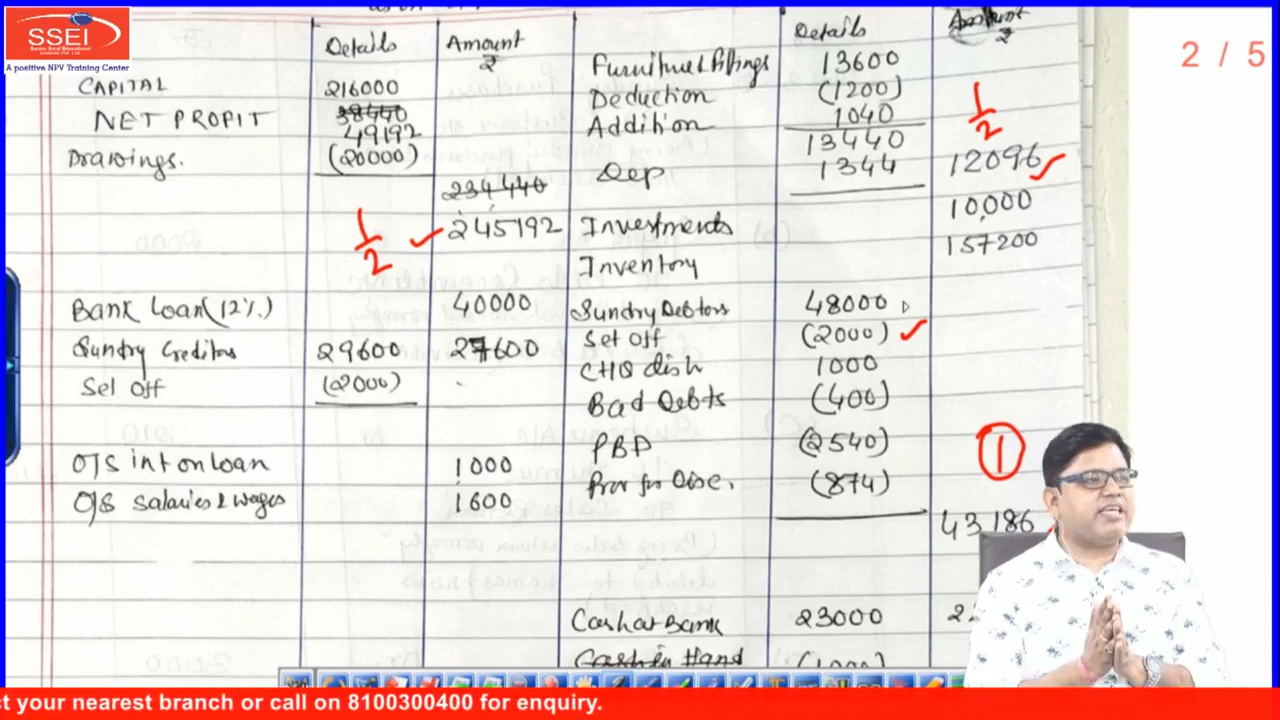 SSEI
A positive NPV Training Center
2 / 5
Details Amount ₹ Details Amount ₹
CAPITAL 216000 Furniture & Fittings 13600
NET PROFIT 38440 Deduction (1200)
49192 Addition 1040
Drawings. (20000) 13440
234440 Dep 1344 12096
1/2
1/2 245192 Investments 10,000
Inventory 157200
Bank Loan (12%) 40000 Sundry Debtors 48000
Sundry Creditors 29600 27600 Set off (2000)
Set off (2000) CHQ dish 1000
Bad Debts (400)
PBD (2540)
O/S int on loan 1000 1
O/S Salaries & Wages 1600 Prov for Disc. (874)
43,186
Cash at Bank 23000
Cash in Hand
your nearest branch or call on 8100300400 for enquiry.